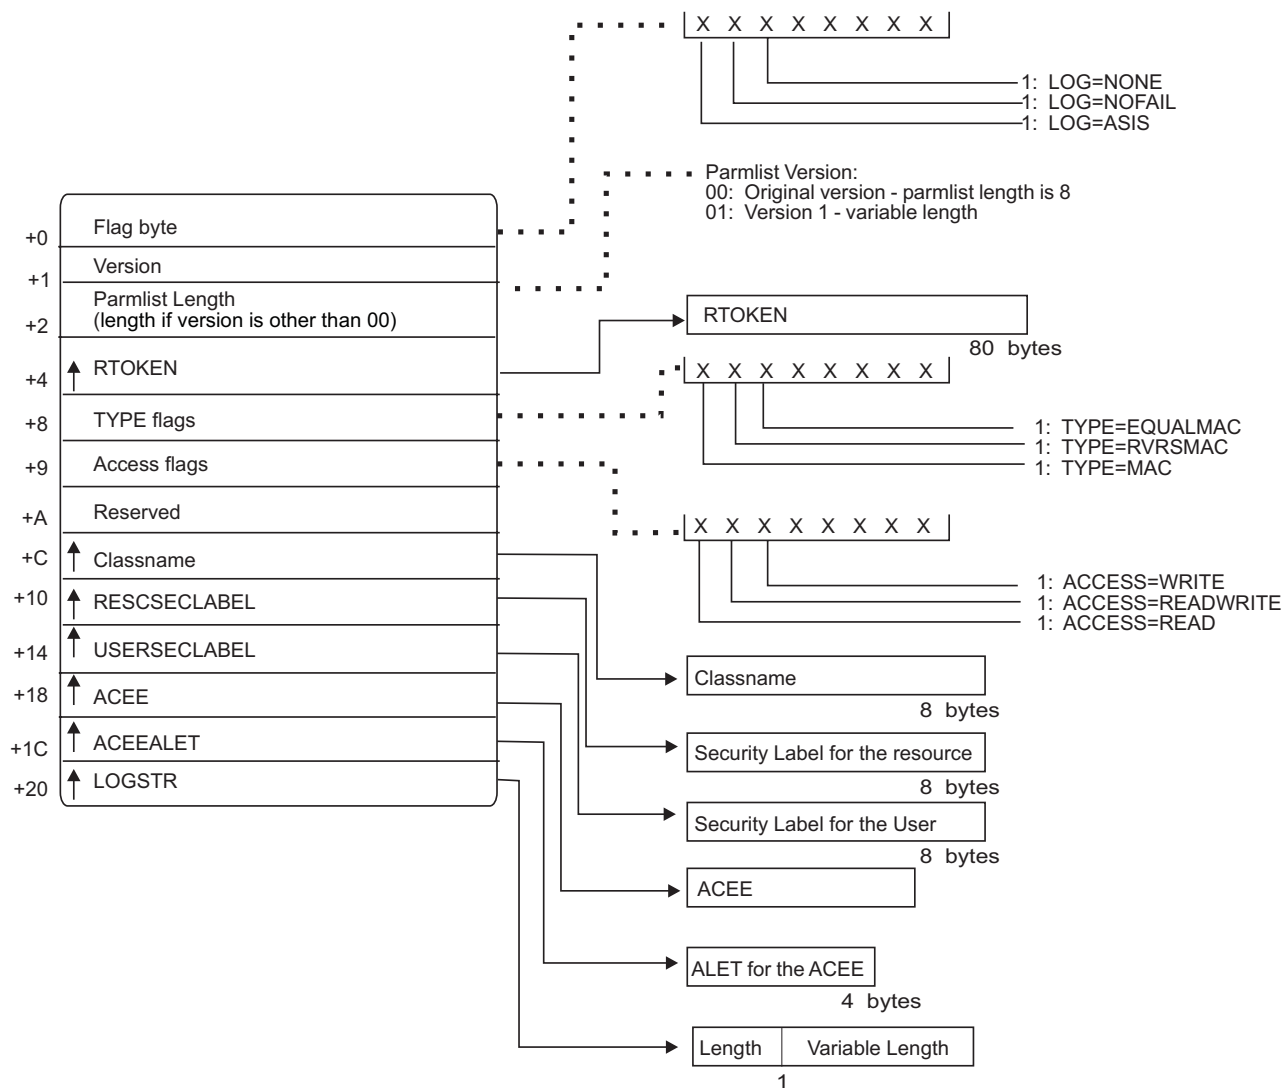 X X X X X X X X
1: LOG=NONE
1: LOG=NOFAIL
1: LOG=ASIS
Parmlist Version:
00: Original version - parmlist length is 8
01: Version 1 - variable length
+0 Flag byte
+1 Version
+2 Parmlist Length
(length if version is other than 00)
+4 RTOKEN
+8 TYPE flags
+9 Access flags
+A Reserved
+C Classname
+10 RESCSECLABEL
+14 USERSECLABEL
+18 ACEE
+1C ACEEALET
+20 LOGSTR
RTOKEN
80 bytes
X X X X X X X X
1: TYPE=EQUALMAC
1: TYPE=RVRSMAC
1: TYPE=MAC
X X X X X X X X
1: ACCESS=WRITE
1: ACCESS=READWRITE
1: ACCESS=READ
Classname
8 bytes
Security Label for the resource
8 bytes
Security Label for the User
8 bytes
ACEE
ALET for the ACEE
4 bytes
Length Variable Length
1